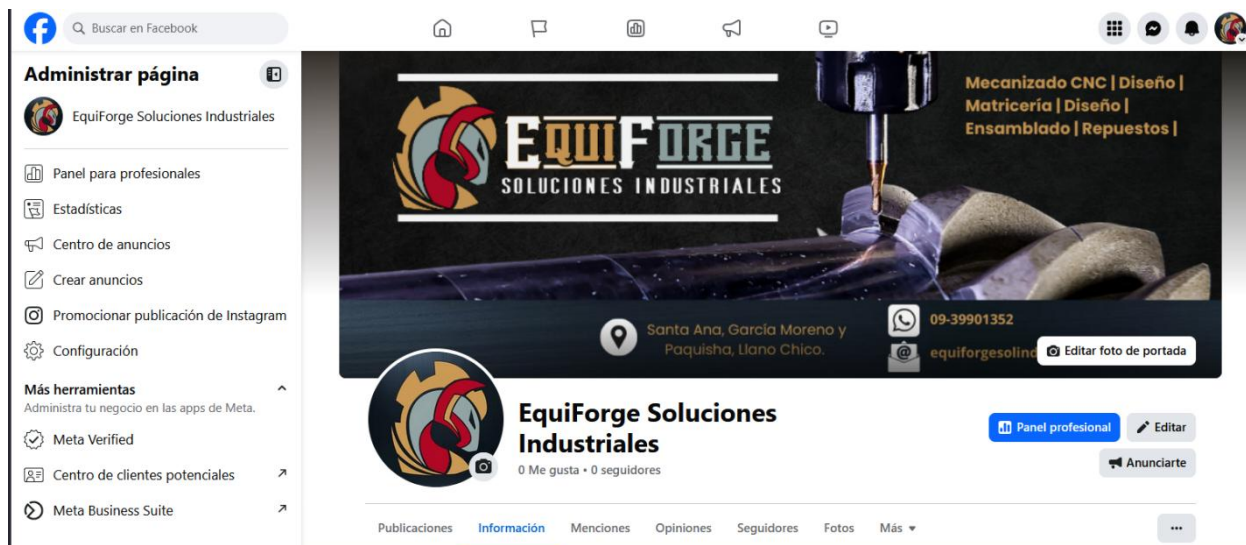 Buscar en Facebook
Administrar página
EquiForge Soluciones Industriales
Panel para profesionales
Estadísticas
Centro de anuncios
Crear anuncios
Promocionar publicación de Instagram
Configuración
Más herramientas
Administra tu negocio en las apps de Meta.
Meta Verified
Centro de clientes potenciales
Meta Business Suite
EQUIFORGE
SOLUCIONES INDUSTRIALES
Mecanizado CNC | Diseño |
Matricería | Diseño |
Ensamblado | Repuestos |
Santa Ana, García Moreno y
Paquisha, Llano Chico.
09-39901352
equiforgesolind
Editar foto de portada
EquiForge Soluciones
Industriales
0 Me gusta • 0 seguidores
Panel profesional
Editar
Anunciarte
Publicaciones Información Menciones Opiniones Seguidores Fotos Más